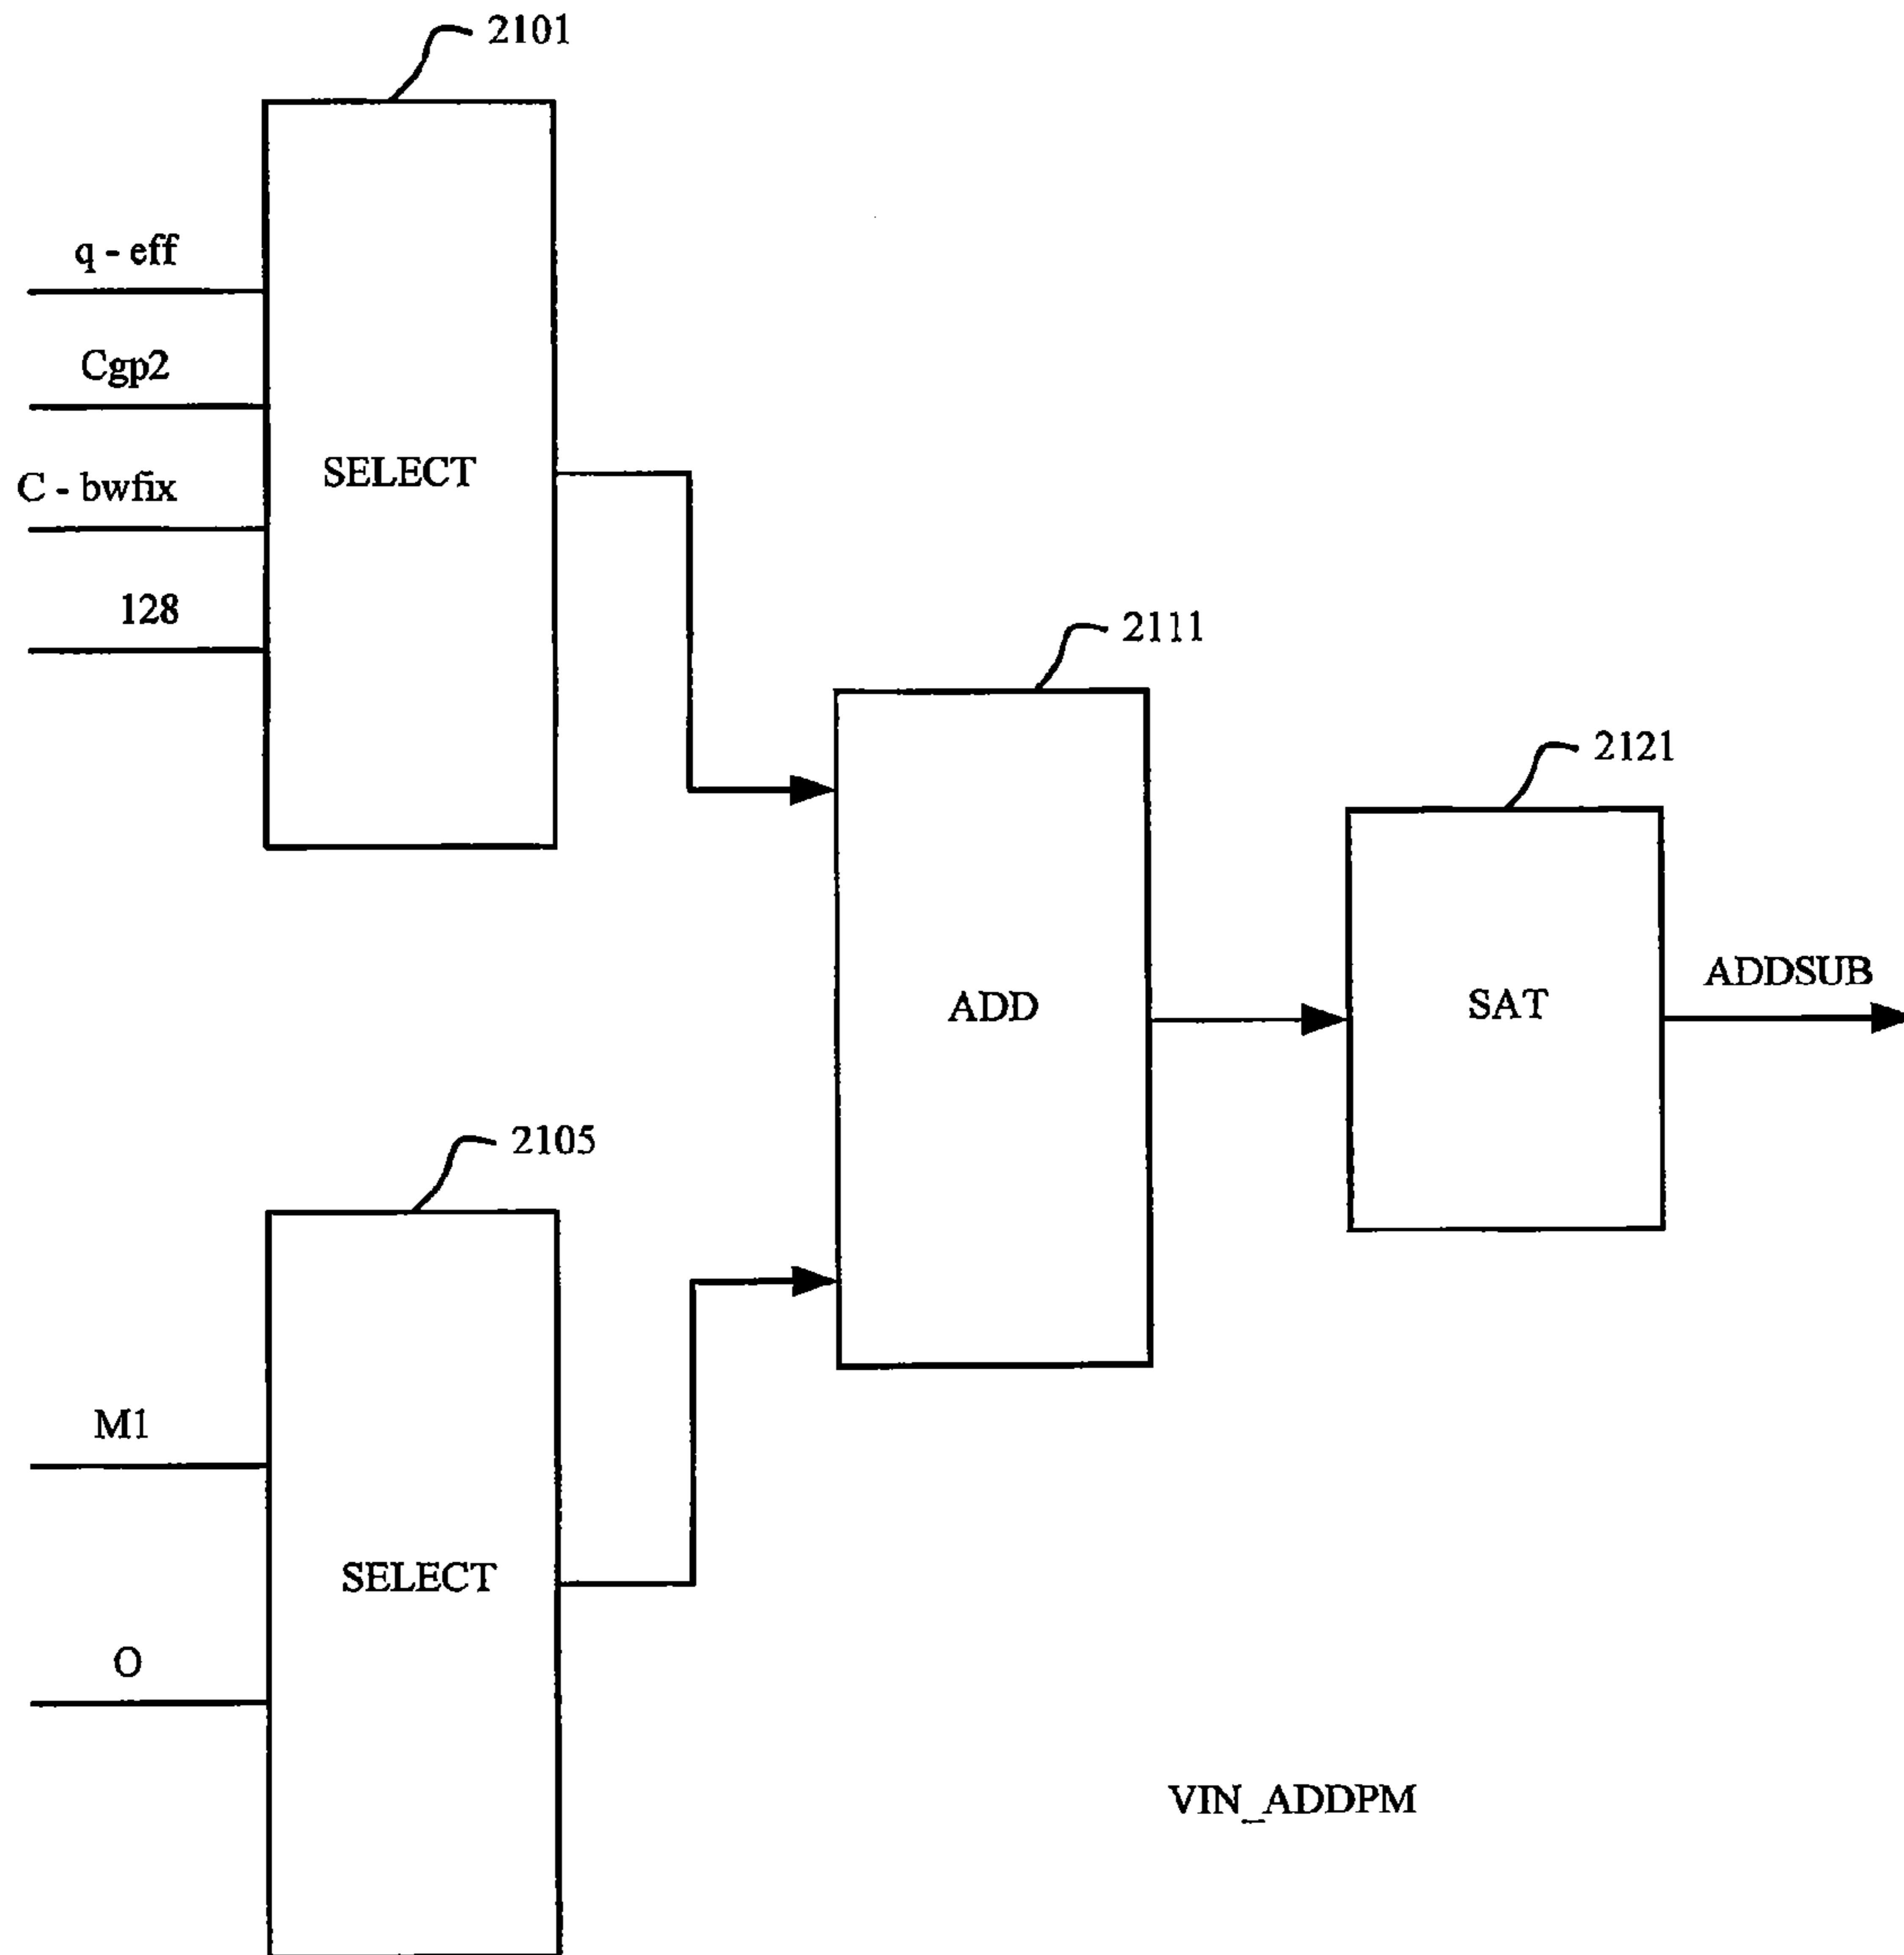 2101
q - eff
Cgp2
C - bwfix
128
SELECT
2111
2121
ADD
SAT
ADDSUB
2105
M1
SELECT
O
VIN_ADDPM